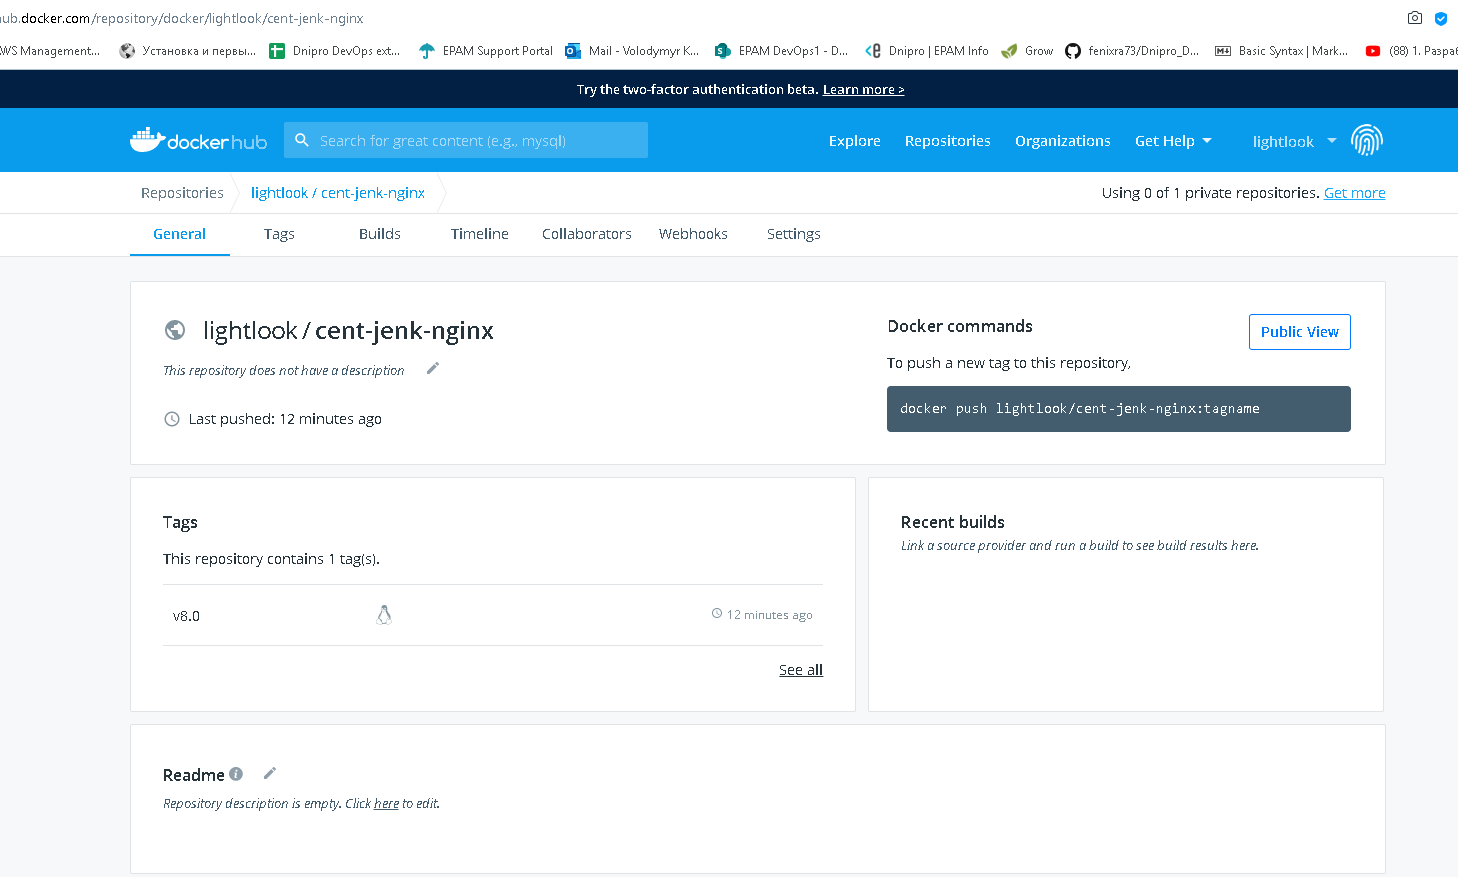 ub.docker.com/repository/docker/lightlook/cent-jenk-nginx
WS Management... Установка и первы... Dnipro DevOps ext... EPAM Support Portal Mail - Volodymyr K... EPAM DevOps1 - D... Dnipro | EPAM Info Grow fenixra73/Dnipro_D... Basic Syntax | Mark... (88) 1. Разраб
Try the two-factor authentication beta. Learn more >
docker hub Search for great content (e.g., mysql) Explore Repositories Organizations Get Help lightlook
Repositories lightlook / cent-jenk-nginx Using 0 of 1 private repositories. Get more
General Tags Builds Timeline Collaborators Webhooks Settings
lightlook / cent-jenk-nginx
This repository does not have a description
Last pushed: 12 minutes ago
Docker commands
Public View
To push a new tag to this repository,
docker push lightlook/cent-jenk-nginx:tagname
Tags
This repository contains 1 tag(s).
v8.0 12 minutes ago
See all
Recent builds
Link a source provider and run a build to see build results here.
Readme
Repository description is empty. Click here to edit.